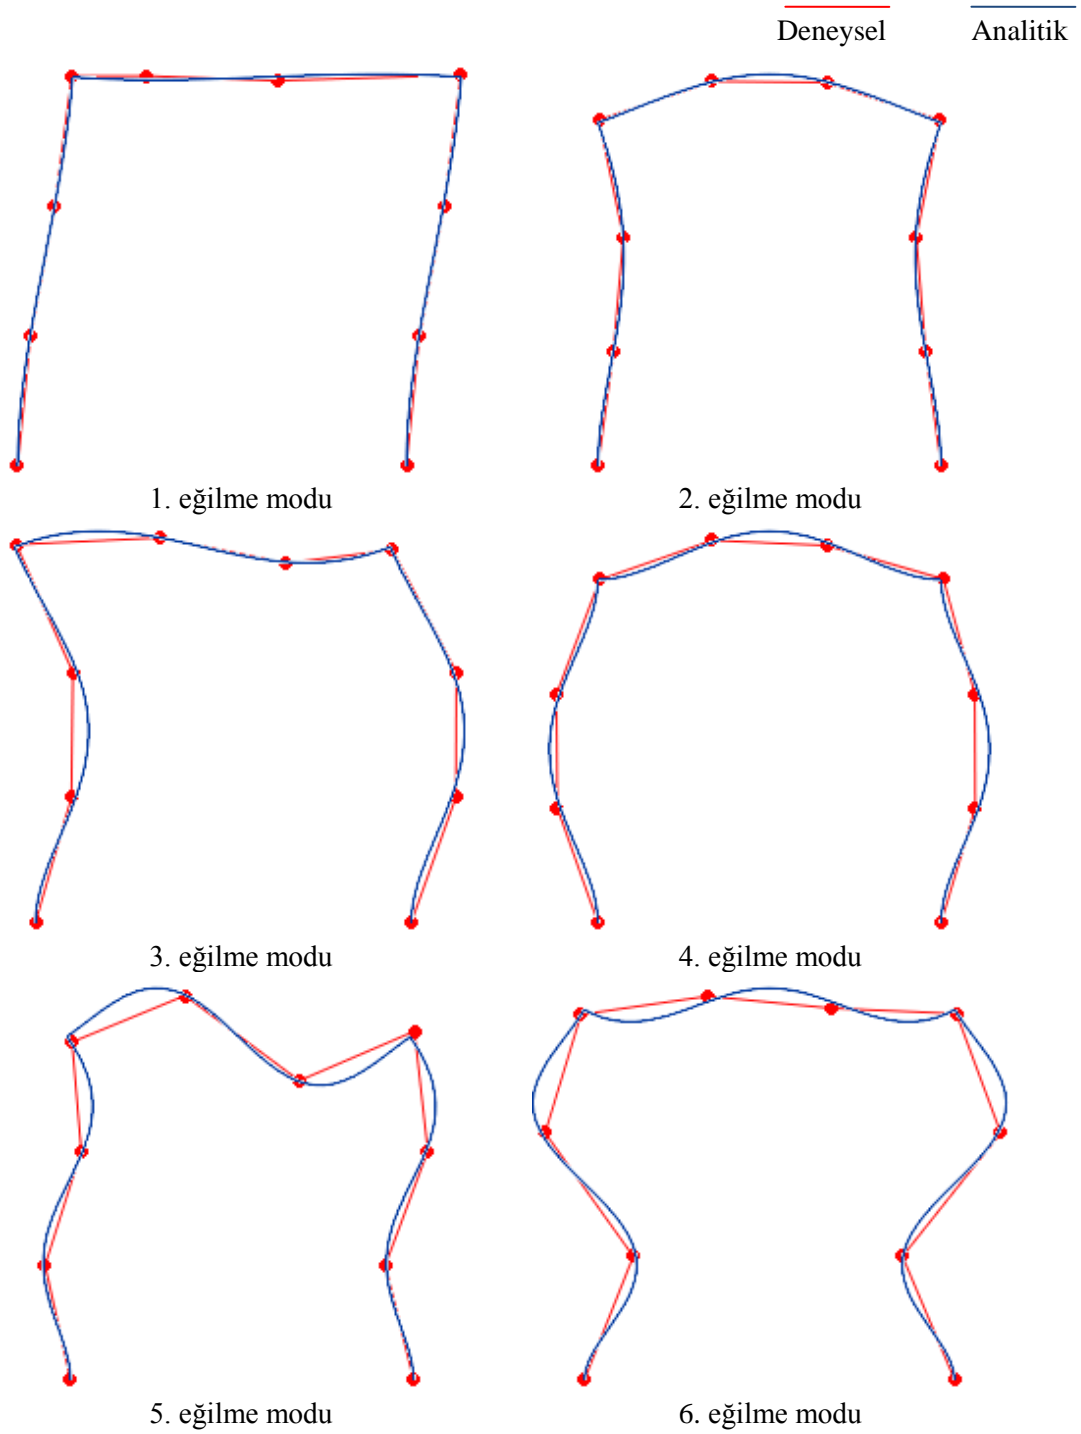 Deneysel Analitik
1. eğilme modu 2. eğilme modu
3. eğilme modu 4. eğilme modu
5. eğilme modu 6. eğilme modu